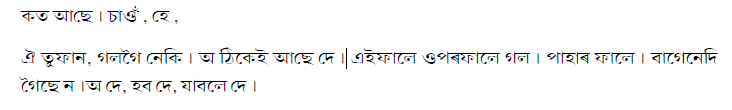 কত আছে । চাওঁ , হে ,
ঐ তুফান, গলগৈ নেকি । অ ঠিকেই আছে দে । এইফালে ওপৰফালে গল । পাহাৰ ফালে । বাগেনেদি
গৈছে ন ।অ দে, হব দে, যাবলে দে ।